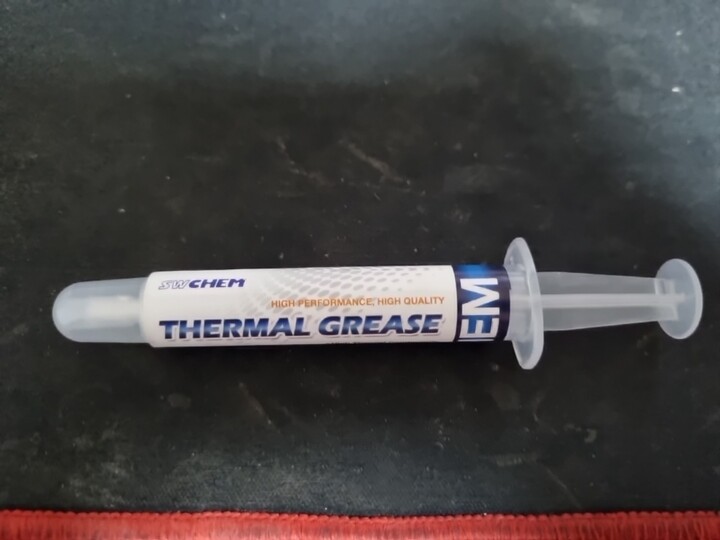 SWCHEM
HIGH PERFORMANCE, HIGH QUALITY
THERMAL GREASE